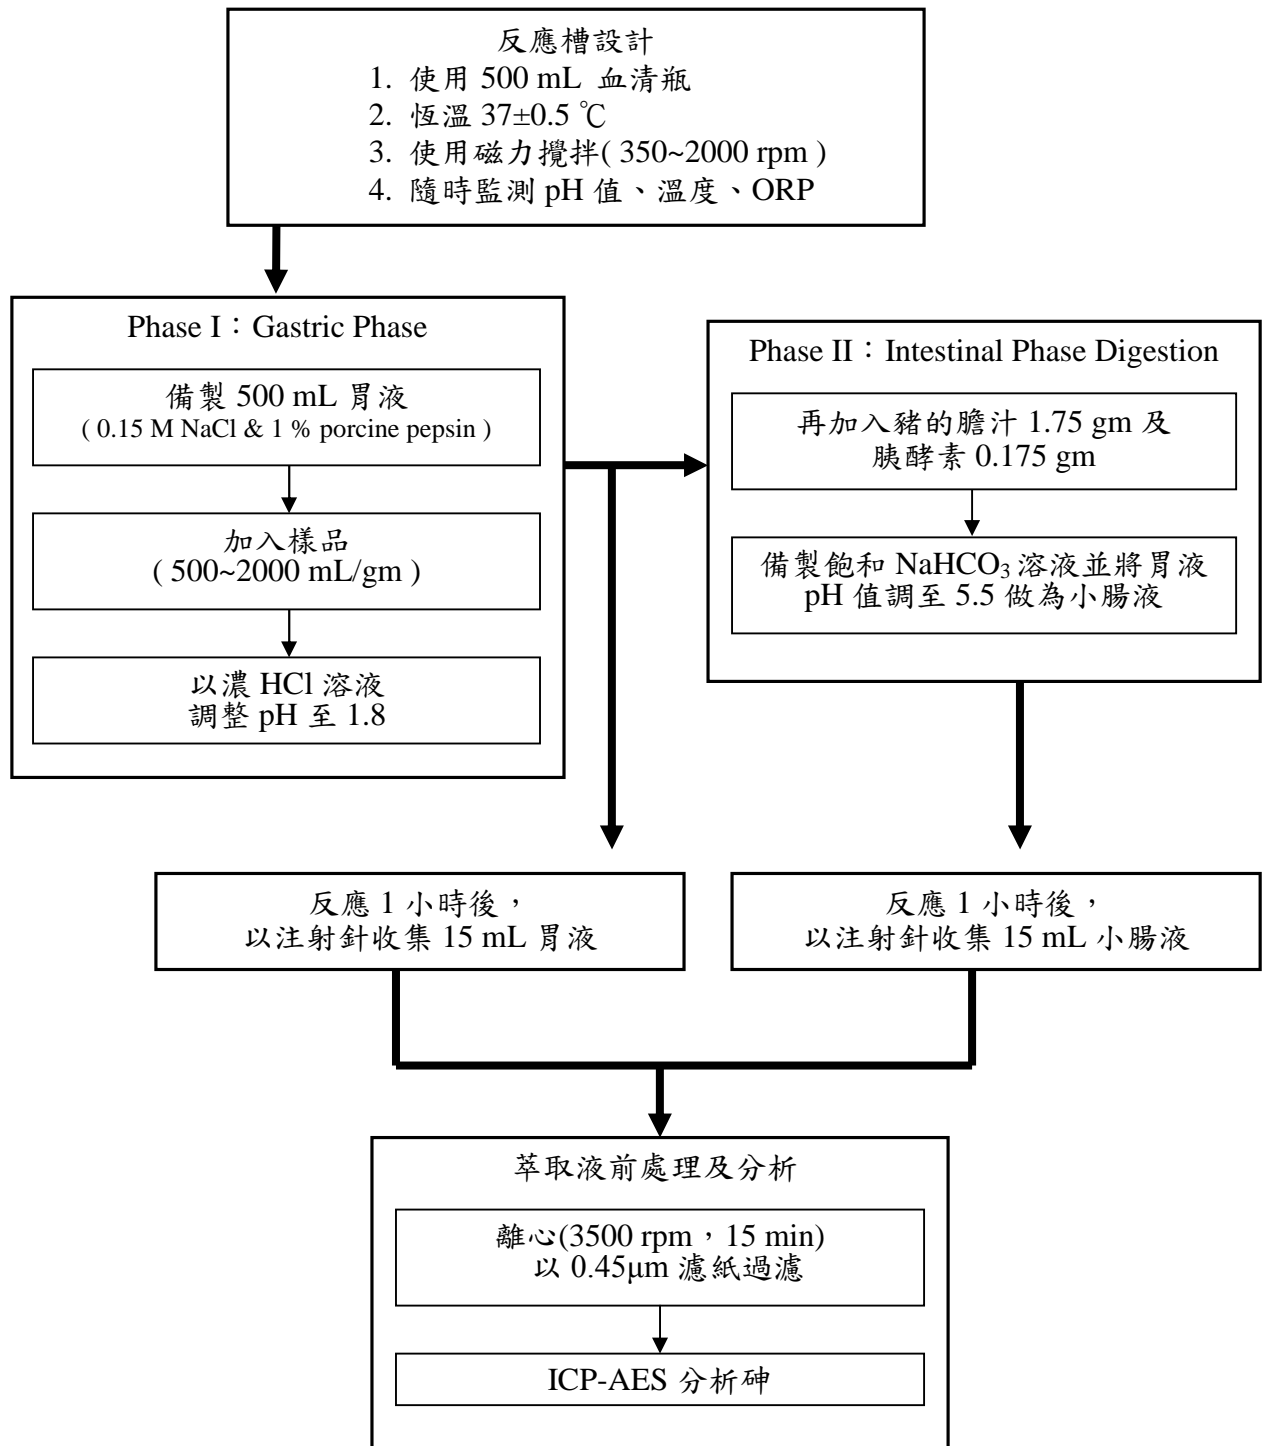 反應槽設計
1. 使用 500 mL 血清瓶
2. 恆溫 37±0.5 ℃
3. 使用磁力攪拌( 350~2000 rpm )
4. 隨時監測 pH 值、溫度、ORP
Phase I：Gastric Phase
備製 500 mL 胃液
( 0.15 M NaCl & 1 % porcine pepsin )
加入樣品
( 500~2000 mL/gm )
以濃 HCl 溶液
調整 pH 至 1.8
Phase II：Intestinal Phase Digestion
再加入豬的膽汁 1.75 gm 及
胰酵素 0.175 gm
備製飽和 NaHCO₃ 溶液並將胃液
pH 值調至 5.5 做為小腸液
反應 1 小時後，
以注射針收集 15 mL 胃液
反應 1 小時後，
以注射針收集 15 mL 小腸液
萃取液前處理及分析
離心(3500 rpm，15 min)
以 0.45μm 濾紙過濾
ICP-AES 分析砷